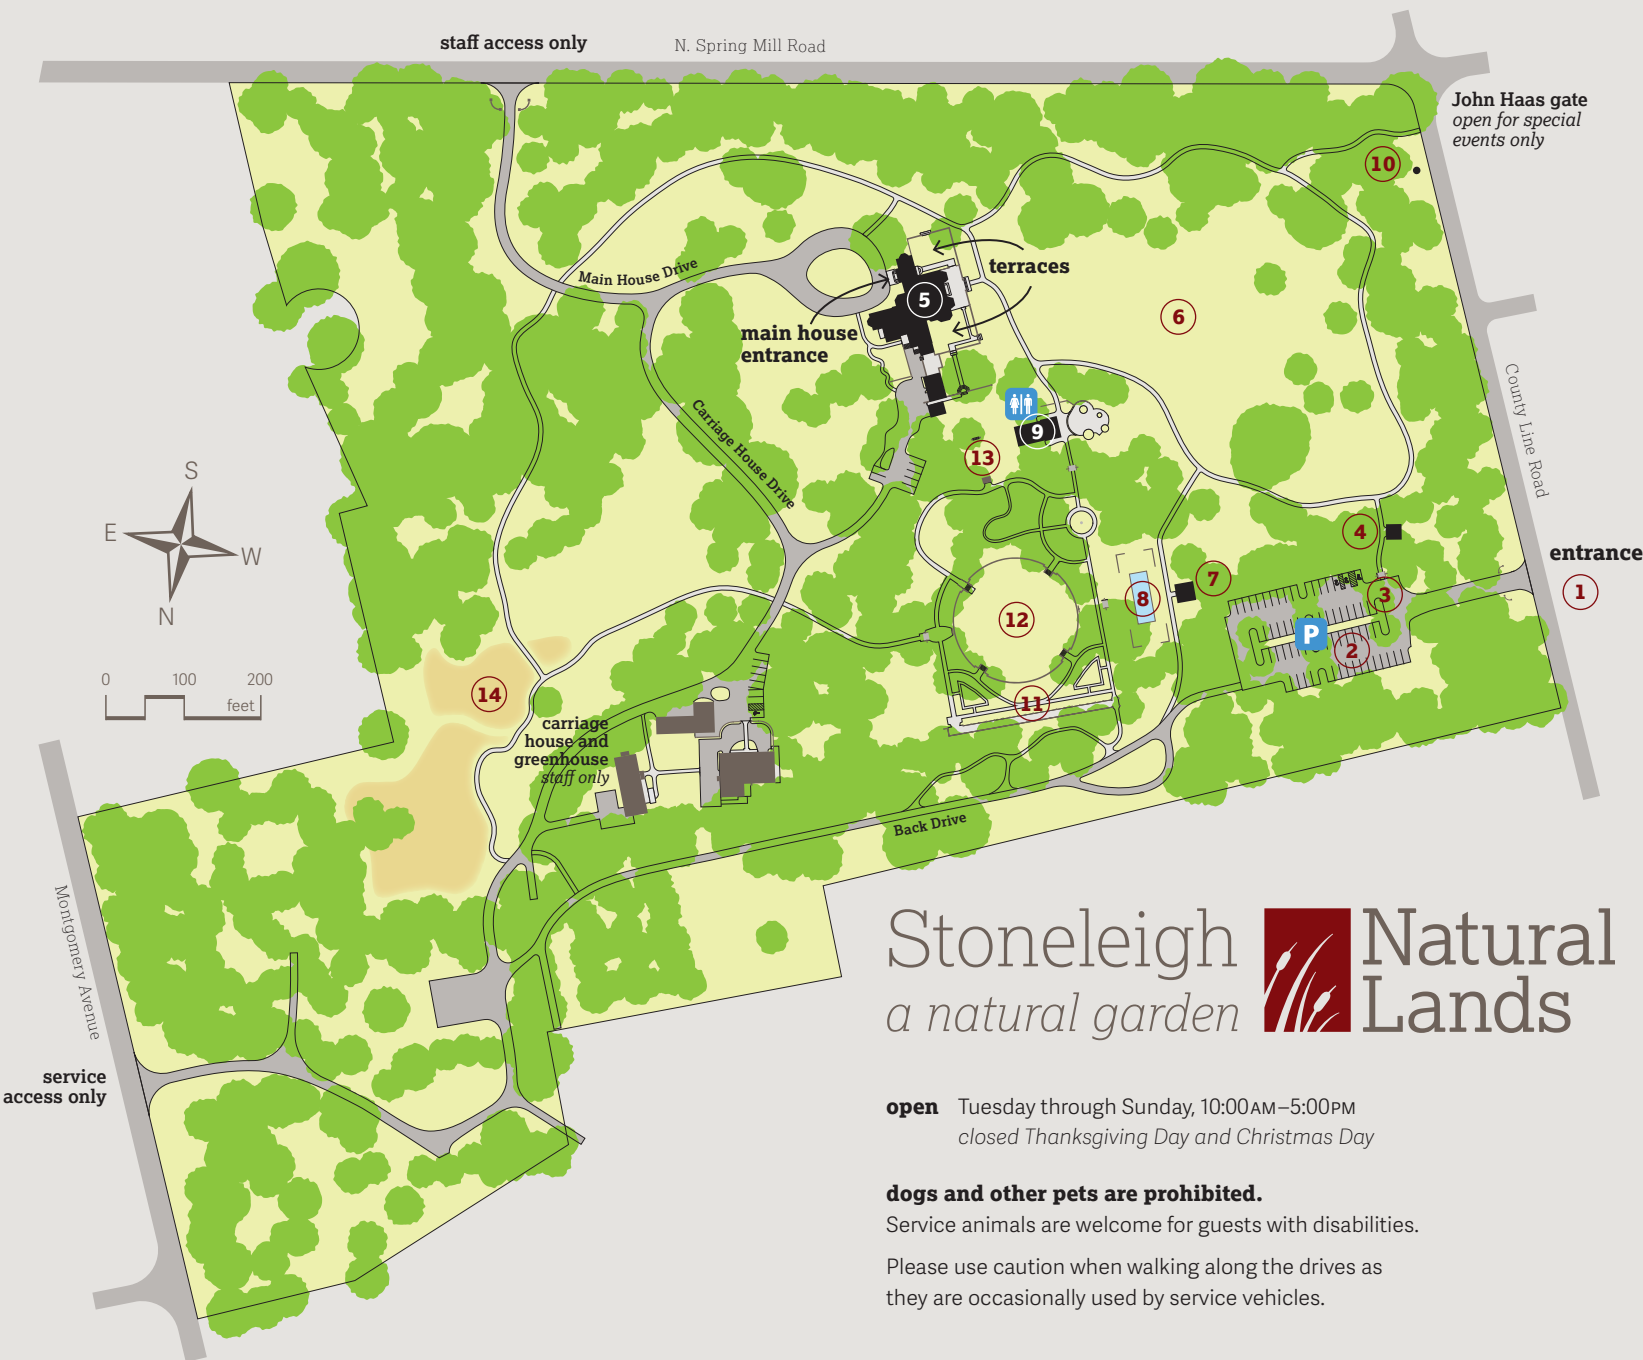 staff access only
N. Spring Mill Road
John Haas gate
open for special
events only
10
Main House Drive
terraces
5
6
main house
entrance
County Line Road
Carriage House Drive
9
13
S
E
W
N
4
entrance
1
7
3
8
12
P
2
0 100 200
feet
14
11
carriage
house and
greenhouse
staff only
Back Drive
Montgomery Avenue
Stoneleigh
a natural garden
Natural
Lands
service
access only
open Tuesday through Sunday, 10:00AM–5:00PM
closed Thanksgiving Day and Christmas Day
dogs and other pets are prohibited.
Service animals are welcome for guests with disabilities.
Please use caution when walking along the drives as
they are occasionally used by service vehicles.